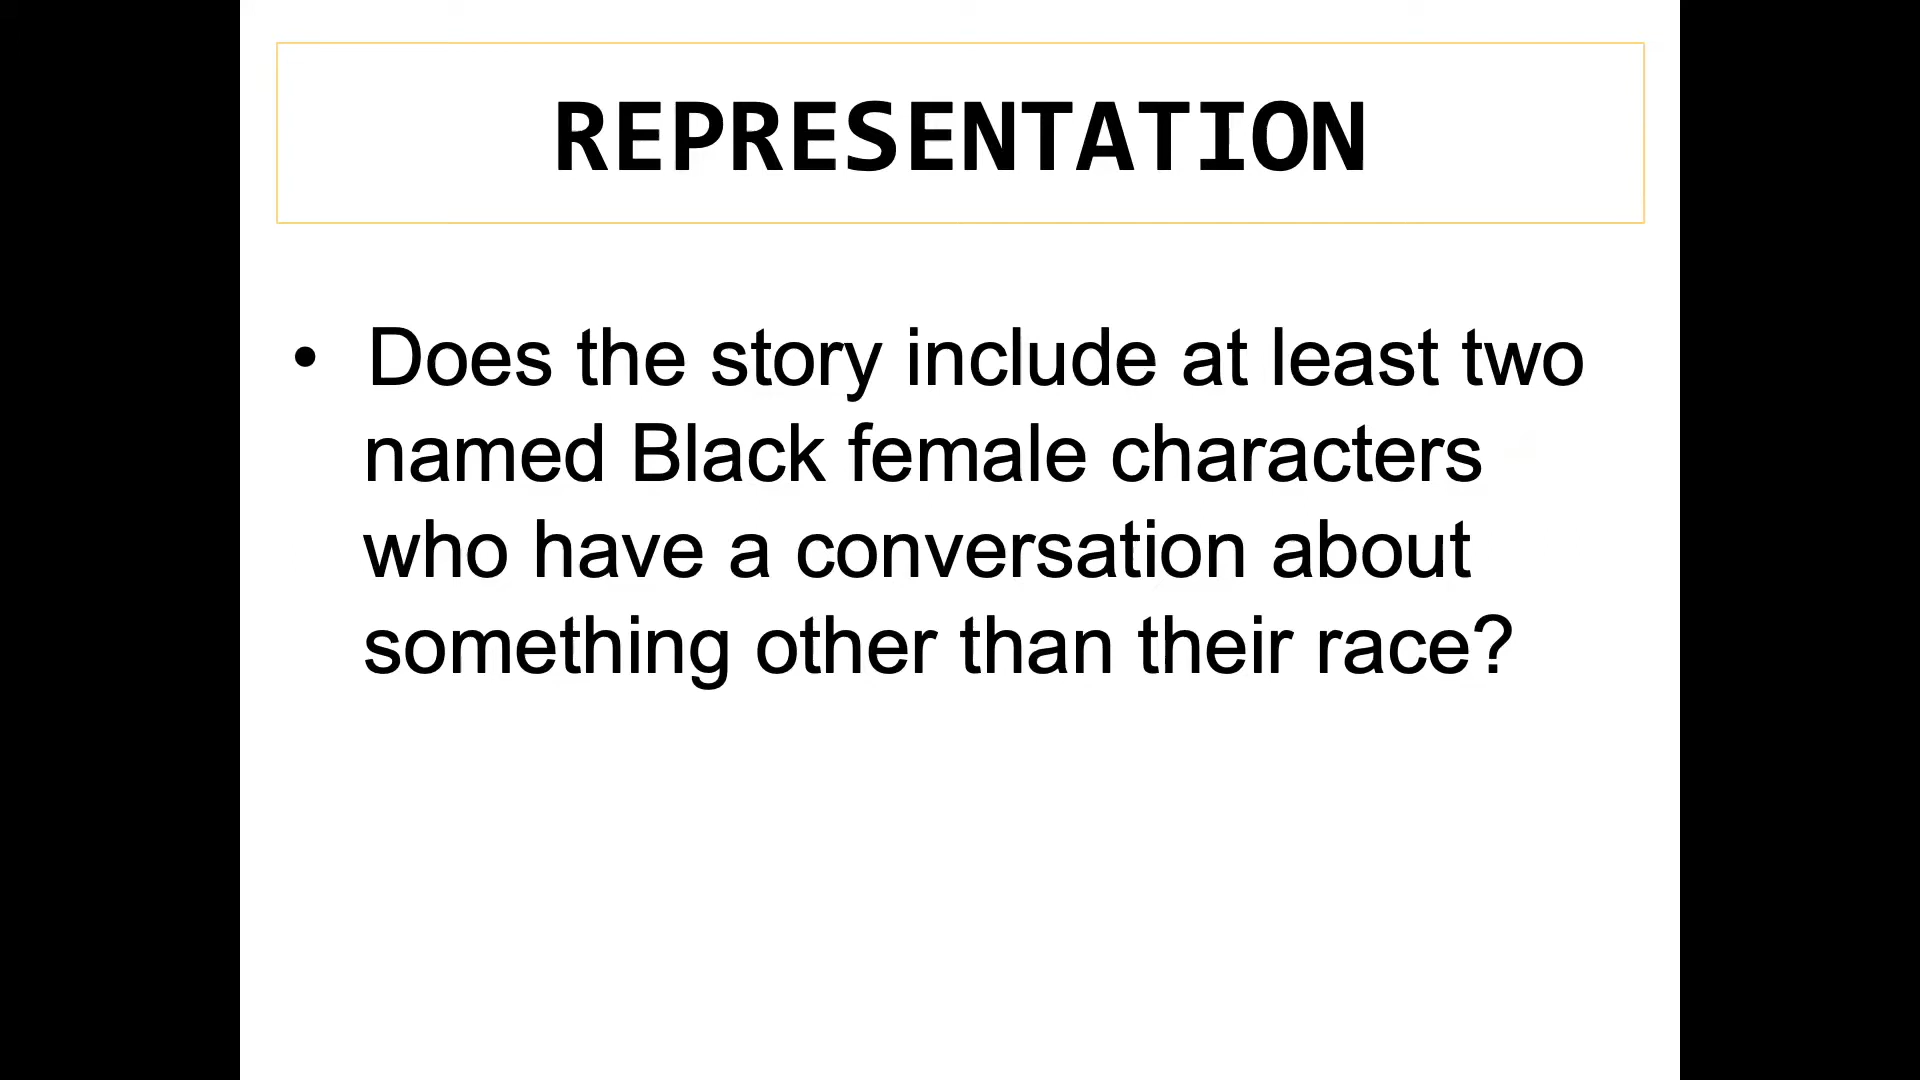 REPRESENTATION
• Does the story include at least two
named Black female characters
who have a conversation about
something other than their race?